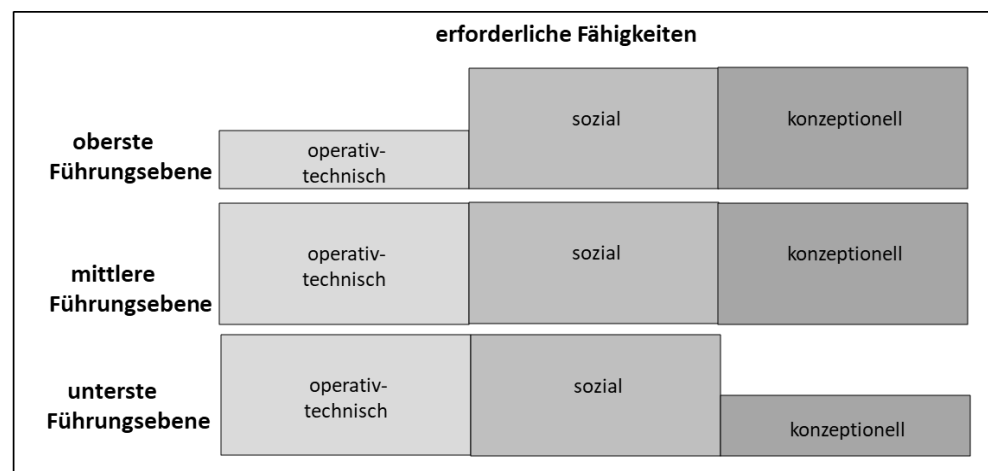 erforderliche Fähigkeiten
oberste
Führungsebene
operativ-
technisch
sozial
konzeptionell
mittlere
Führungsebene
operativ-
technisch
sozial
konzeptionell
unterste
Führungsebene
operativ-
technisch
sozial
konzeptionell